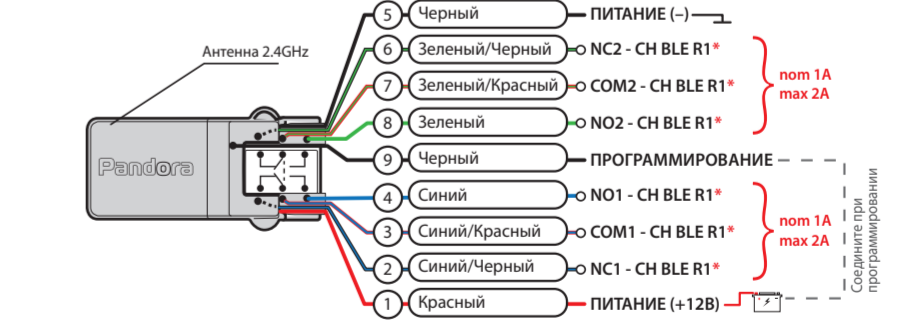 5 Черный ПИТАНИЕ (–)
Антенна 2.4GHz
6 Зеленый/Черный NC2 - CH BLE R1*
7 Зеленый/Красный COM2 - CH BLE R1*
nom 1A
max 2A
8 Зеленый NO2 - CH BLE R1*
Pandora
9 Черный ПРОГРАММИРОВАНИЕ
4 Синий NO1 - CH BLE R1*
3 Синий/Красный COM1 - CH BLE R1*
nom 1A
max 2A
2 Синий/Черный NC1 - CH BLE R1*
1 Красный ПИТАНИЕ (+12В)
Соедините при
программировании